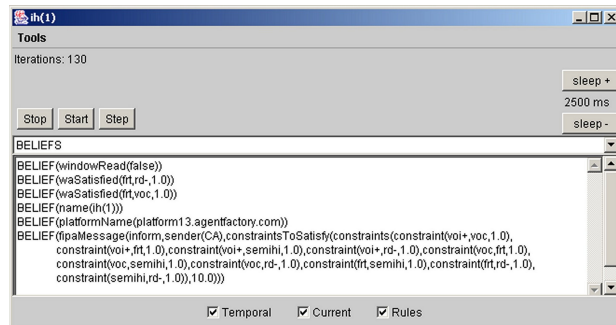 ih(1)
Tools
Iterations: 130
sleep +
2500 ms
Stop Start Step sleep -
BELIEFS
BELIEF(windowRead(false))
BELIEF(waSatisfied(frt,rd-,1.0))
BELIEF(waSatisfied(frt,voc,1.0))
BELIEF(name(ih(1)))
BELIEF(platformName(platform13.agentfactory.com))
BELIEF(fipaMessage(inform,sender(CA),constraintsToSatisfy(constraints(constraint(voi+,voc,1.0),
constraint(voi+,frt,1.0),constraint(voi+,semihi,1.0),constraint(voi+,rd-,1.0),constraint(voc,frt,1.0),
constraint(voc,semihi,1.0),constraint(voc,rd-,1.0),constraint(frt,semihi,1.0),constraint(frt,rd-,1.0),
constraint(semihi,rd-,1.0)),10.0)))
Temporal Current Rules